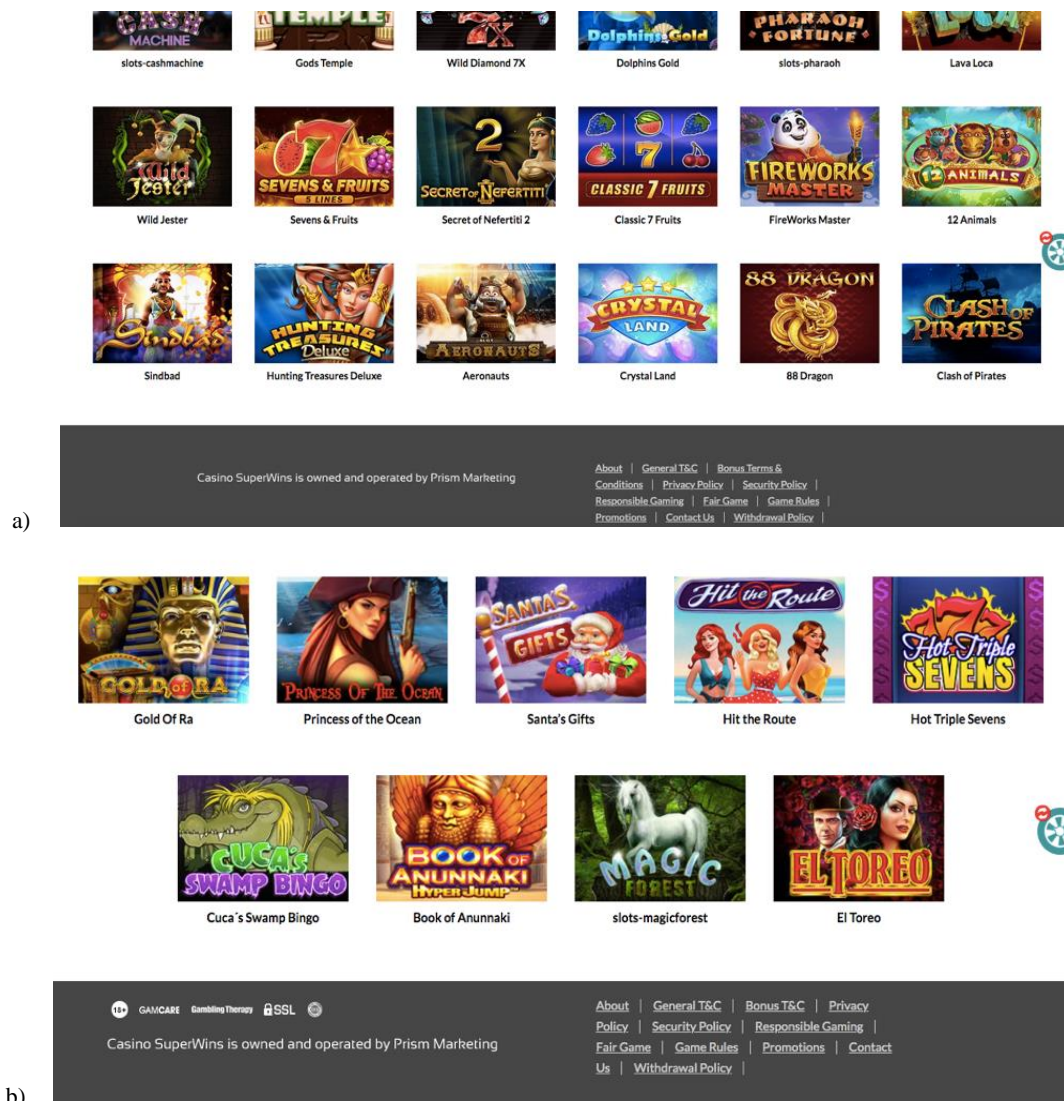 CASH
MACHINE
TEMPLE
7X
Dolphins Gold
PHARAOH
FORTUNE
LOCA
slots-cashmachine
Gods Temple
Wild Diamond 7X
Dolphins Gold
slots-pharaoh
Lava Loca
Wild
Jester
7
SEVENS & FRUITS
5 LINES
2
SECRET OF NEFERTITI
7
CLASSIC 7 FRUITS
FIREWORKS
MASTER
12 ANIMALS
Wild Jester
Sevens & Fruits
Secret of Nefertiti 2
Classic 7 Fruits
FireWorks Master
12 Animals
Sindbad
HUNTING
TREASURES
Deluxe
AERONAUTS
CRYSTAL
LAND
88 DRAGON
CLASH OF
PIRATES
Sindbad
Hunting Treasures Deluxe
Aeronauts
Crystal Land
88 Dragon
Clash of Pirates
Casino SuperWins is owned and operated by Prism Marketing
About | General T&C | Bonus Terms &
Conditions | Privacy Policy | Security Policy |
Responsible Gaming | Fair Game | Game Rules |
Promotions | Contact Us | Withdrawal Policy |
a)
GOLD OF RA
PRINCESS OF THE OCEAN
SANTA'S
GIFTS
Hit the Route
777
Hot Triple
SEVENS
Gold Of Ra
Princess of the Ocean
Santa's Gifts
Hit the Route
Hot Triple Sevens
CUCA'S
SWAMP BINGO
BOOK OF
ANUNNAKI
HYPER JUMP™
MAGIC
FOREST
EL TOREO
Cuca´s Swamp Bingo
Book of Anunnaki
slots-magicforest
El Toreo
18+ GAMCARE Gambling Therapy SSL
Casino SuperWins is owned and operated by Prism Marketing
About | General T&C | Bonus T&C | Privacy
Policy | Security Policy | Responsible Gaming |
Fair Game | Game Rules | Promotions | Contact
Us | Withdrawal Policy |
b)